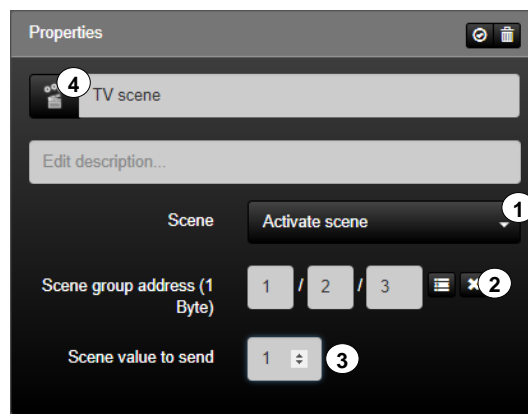 Properties
4
TV scene
Edit description...
1
Scene Activate scene
Scene group address (1 1 / 2 / 3 2
Byte)
Scene value to send 1 3